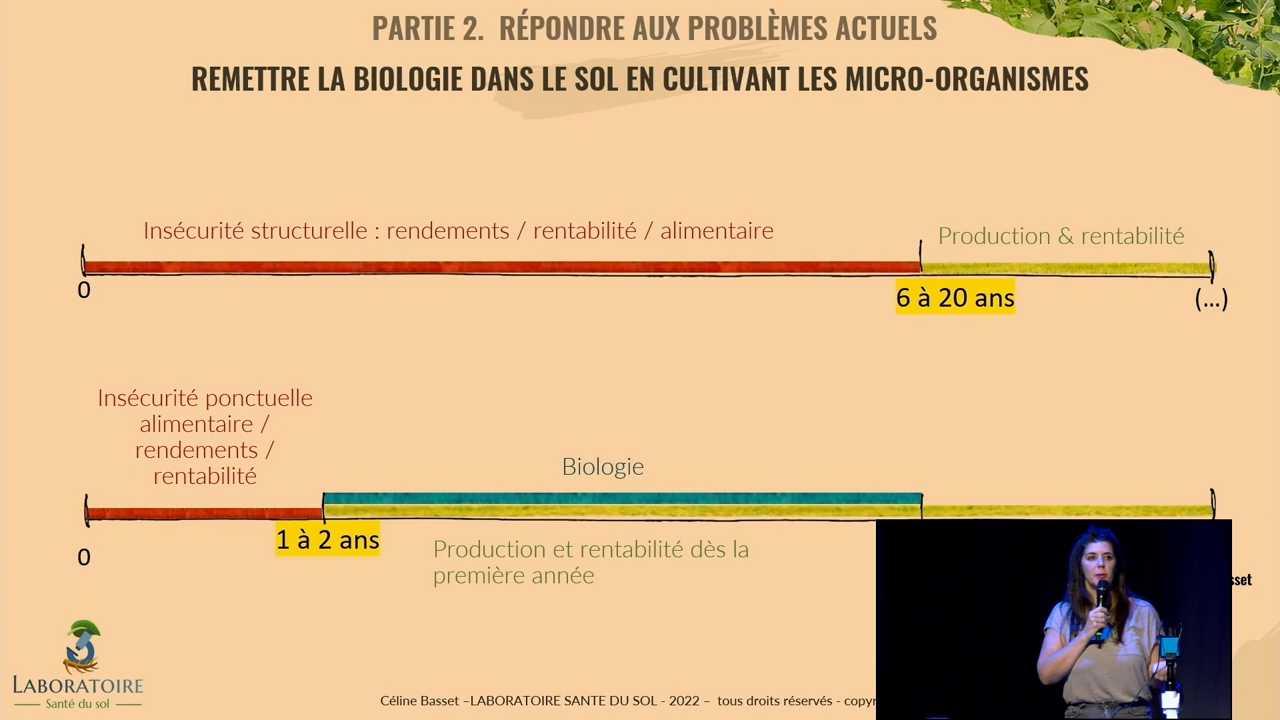 PARTIE 2. RÉPONDRE AUX PROBLÈMES ACTUELS
REMETTRE LA BIOLOGIE DANS LE SOL EN CULTIVANT LES MICRO-ORGANISMES
Insécurité structurelle : rendements / rentabilité / alimentaire
Production & rentabilité
0
6 à 20 ans
(...)
Insécurité ponctuelle
alimentaire /
rendements /
rentabilité
Biologie
1 à 2 ans
0
Production et rentabilité dès la
première année
LABORATOIRE
Santé du sol
Céline Basset –LABORATOIRE SANTE DU SOL - 2022 – tous droits réservés -